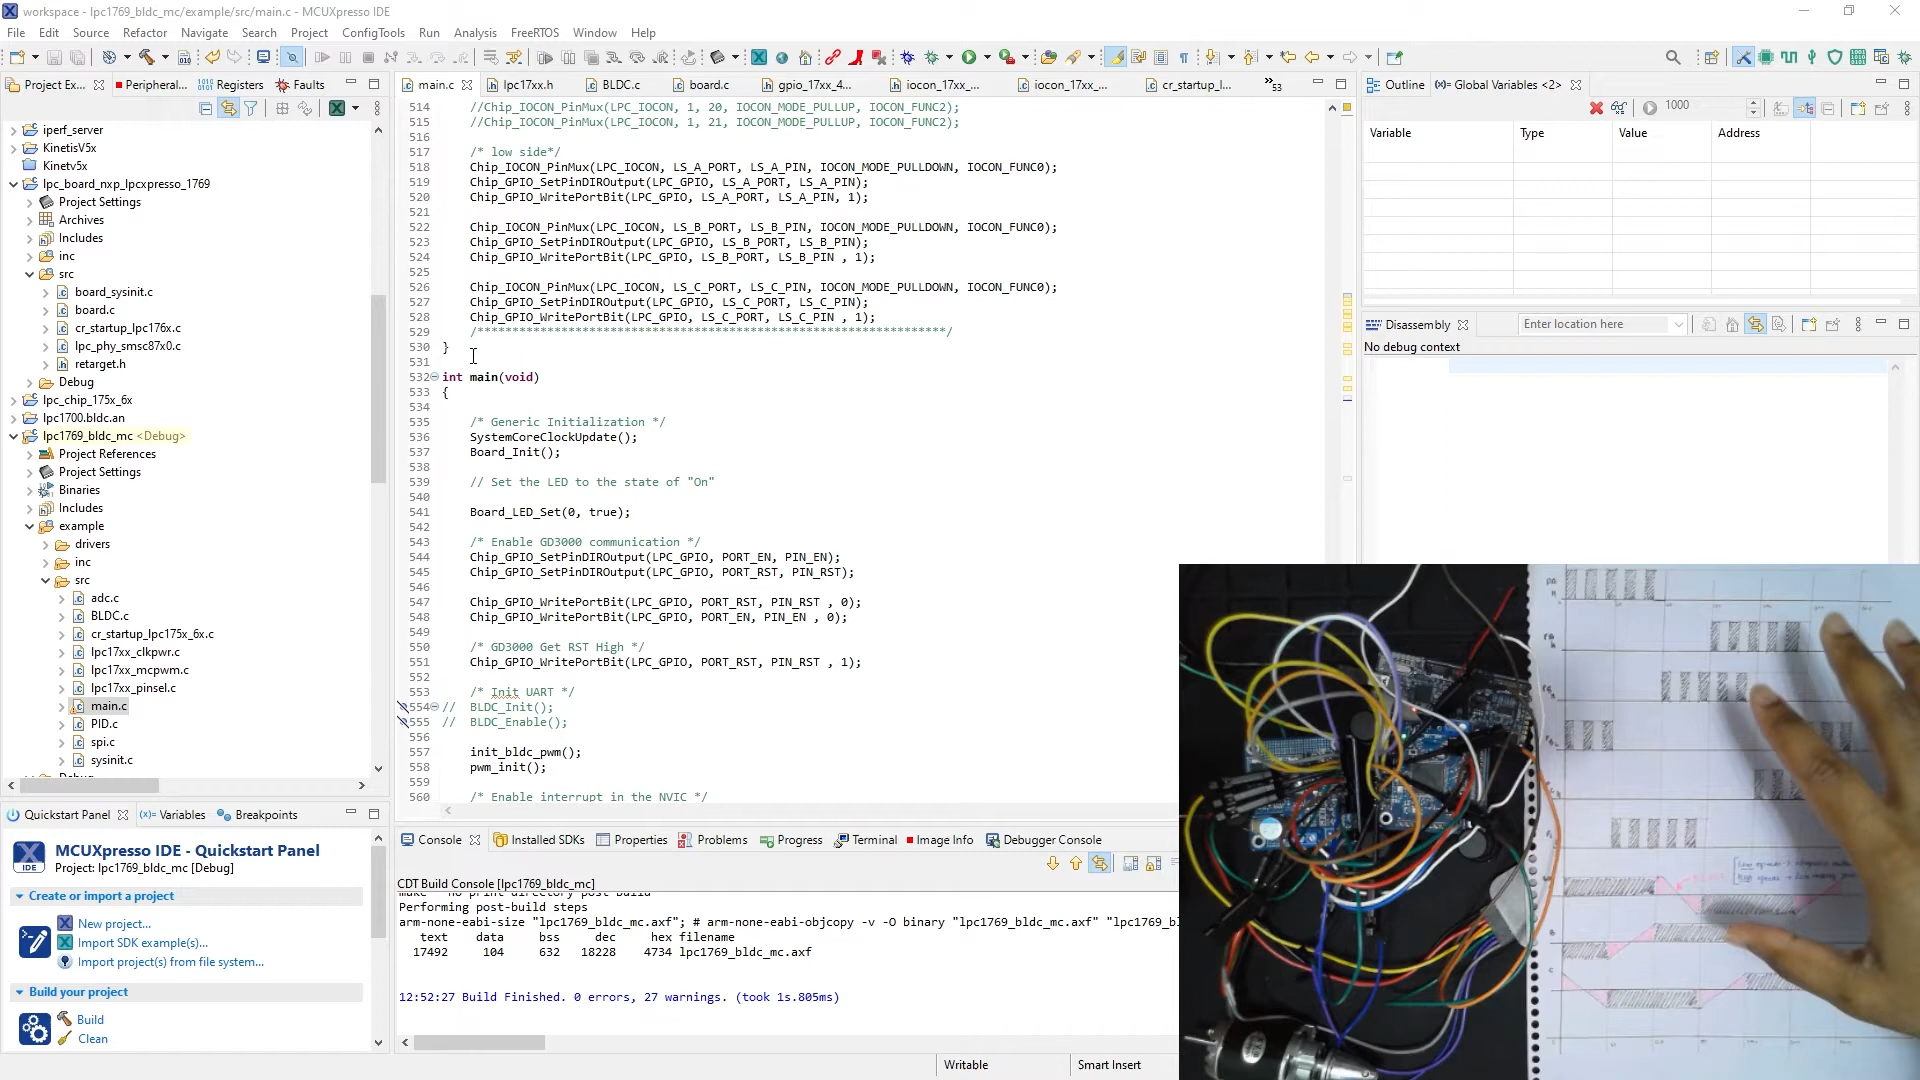 workspace - lpc1769_bldc_mc/example/src/main.c - MCUXpresso IDE
File Edit Source Refactor Navigate Search Project Configtools Run Analysis FreeRTOS Window Help
Project Ex... Peripheral... Registers Faults
iperf_server
KinetisV5x
Kinetv5x
lpc_board_nxp_lpcxpresso_1769
Project Settings
Archives
Includes
inc
src
board_sysinit.c
board.c
cr_startup_lpc176x.c
lpc_phy_smsc87x0.c
retarget.h
Debug
lpc_chip_175x_6x
lpc1700.bldc.an
lpc1769_bldc_mc <Debug>
Project References
Project Settings
Binaries
Includes
example
drivers
inc
src
adc.c
BLDC.c
cr_startup_lpc175x_6x.c
lpc17xx_clkpwr.c
lpc17xx_mcpwm.c
lpc17xx_pinsel.c
main.c
PID.c
spi.c
sysinit.c
main.c lpc17xx.h BLDC.c board.c gpio_17xx_4... iocon_17xx_... iocon_17xx_... cr_startup_l... »53
514 //Chip_IOCON_PinMux(LPC_IOCON, 1, 20, IOCON_MODE_PULLUP, IOCON_FUNC2);
515 //Chip_IOCON_PinMux(LPC_IOCON, 1, 21, IOCON_MODE_PULLUP, IOCON_FUNC2);
516
517 /* low side*/
518 Chip_IOCON_PinMux(LPC_IOCON, LS_A_PORT, LS_A_PIN, IOCON_MODE_PULLDOWN, IOCON_FUNC0);
519 Chip_GPIO_SetPinDIROutput(LPC_GPIO, LS_A_PORT, LS_A_PIN);
520 Chip_GPIO_WritePortBit(LPC_GPIO, LS_A_PORT, LS_A_PIN, 1);
521
522 Chip_IOCON_PinMux(LPC_IOCON, LS_B_PORT, LS_B_PIN, IOCON_MODE_PULLDOWN, IOCON_FUNC0);
523 Chip_GPIO_SetPinDIROutput(LPC_GPIO, LS_B_PORT, LS_B_PIN);
524 Chip_GPIO_WritePortBit(LPC_GPIO, LS_B_PORT, LS_B_PIN , 1);
525
526 Chip_IOCON_PinMux(LPC_IOCON, LS_C_PORT, LS_C_PIN, IOCON_MODE_PULLDOWN, IOCON_FUNC0);
527 Chip_GPIO_SetPinDIROutput(LPC_GPIO, LS_C_PORT, LS_C_PIN);
528 Chip_GPIO_WritePortBit(LPC_GPIO, LS_C_PORT, LS_C_PIN , 1);
529 /*******************************************************************/
530 }
531
532 int main(void)
533 {
534
535 /* Generic Initialization */
536 SystemCoreClockUpdate();
537 Board_Init();
538
539 // Set the LED to the state of "On"
540
541 Board_LED_Set(0, true);
542
543 /* Enable GD3000 communication */
544 Chip_GPIO_SetPinDIROutput(LPC_GPIO, PORT_EN, PIN_EN);
545 Chip_GPIO_SetPinDIROutput(LPC_GPIO, PORT_RST, PIN_RST);
546
547 Chip_GPIO_WritePortBit(LPC_GPIO, PORT_RST, PIN_RST , 0);
548 Chip_GPIO_WritePortBit(LPC_GPIO, PORT_EN, PIN_EN , 0);
549
550 /* GD3000 Get RST High */
551 Chip_GPIO_WritePortBit(LPC_GPIO, PORT_RST, PIN_RST , 1);
552
553 /* Init UART */
554 // BLDC_Init();
555 // BLDC_Enable();
556
557 init_bldc_pwm();
558 pwm_init();
559
560 /* Enable interrupt in the NVIC */
Outline (x)= Global Variables <2>
1000
Variable Type Value Address
Disassembly Enter location here
No debug context
Quickstart Panel (x)= Variables Breakpoints
MCUXpresso IDE - Quickstart Panel
IDE Project: lpc1769_bldc_mc [Debug]
Create or import a project
New project...
Import SDK example(s)...
Import project(s) from file system...
Build your project
Build
Clean
Console Installed SDKs Properties Problems Progress Terminal Image Info Debugger Console
CDT Build Console [lpc1769_bldc_mc]
make --no-print-directory post-build
Performing post-build steps
arm-none-eabi-size "lpc1769_bldc_mc.axf"; # arm-none-eabi-objcopy -v -O binary "lpc1769_bldc_mc.axf" "lpc1769_bl
text data bss dec hex filename
17492 104 632 18228 4734 lpc1769_bldc_mc.axf
12:52:27 Build Finished. 0 errors, 27 warnings. (took 1s.805ms)
Writable Smart Insert